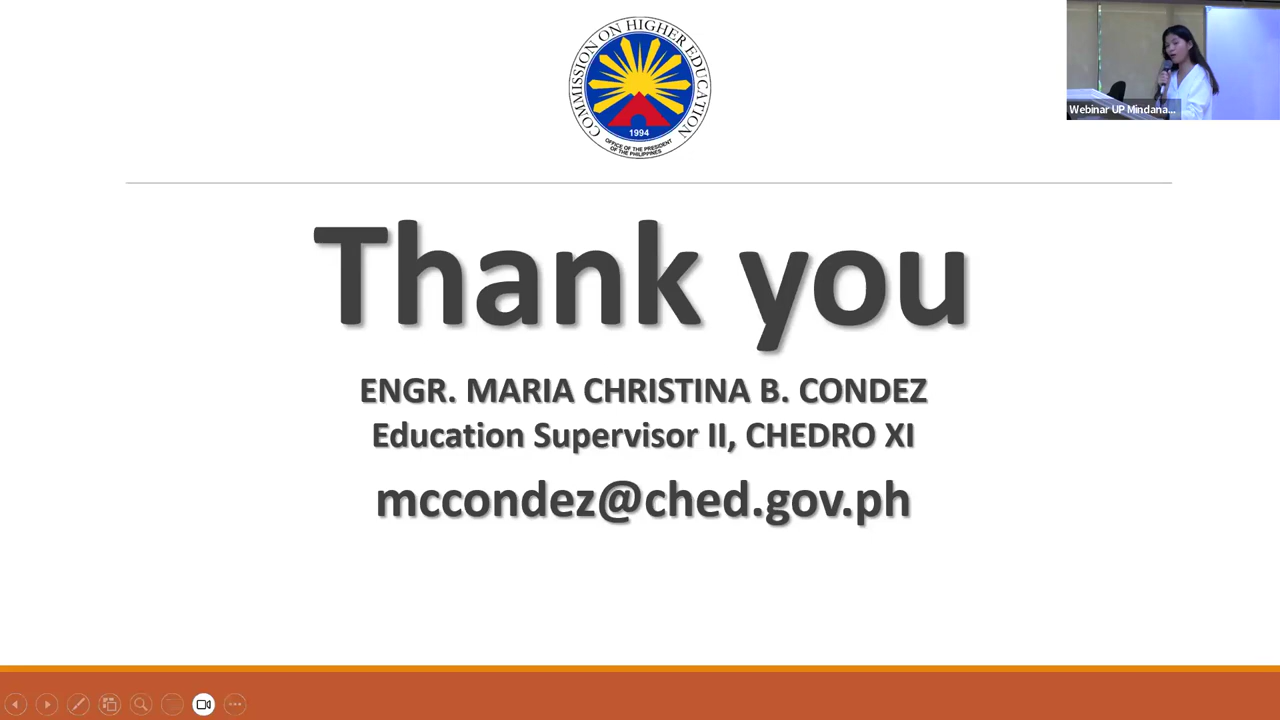 COMMISSION ON HIGHER EDUCATION
1994
OFFICE OF THE PRESIDENT
OF THE PHILIPPINES
Webinar UP Mindana...
Thank you
ENGR. MARIA CHRISTINA B. CONDEZ
Education Supervisor II, CHEDRO XI
mccondez@ched.gov.ph